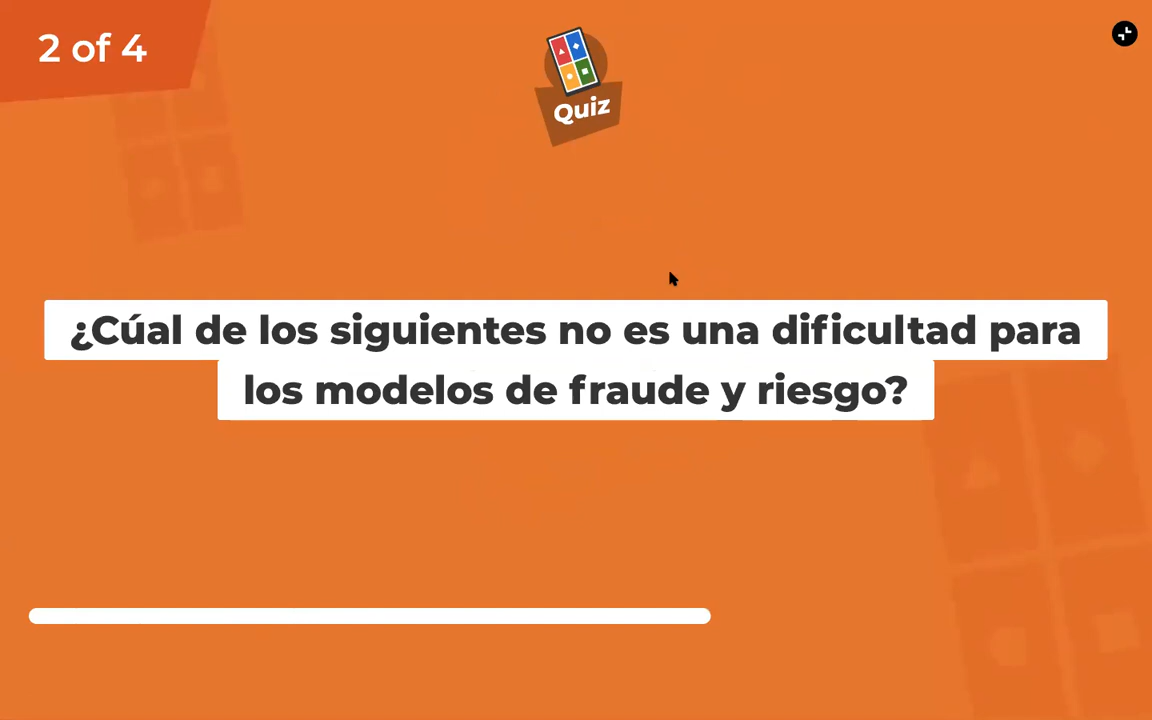 2 of 4
Quiz
¿Cúal de los siguientes no es una dificultad para
los modelos de fraude y riesgo?